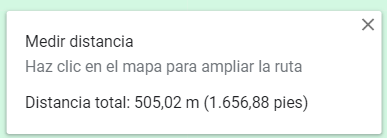 Medir distancia
Haz clic en el mapa para ampliar la ruta
Distancia total: 505,02 m (1.656,88 pies)